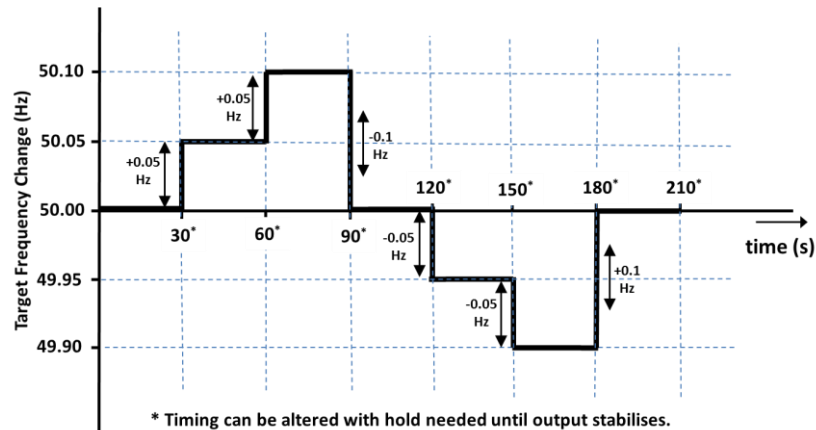 Target Frequency Change (Hz)
50.10
50.05
50.00
49.95
49.90
+0.05
Hz
+0.05
Hz
-0.1
Hz
30*
60*
90*
120*
150*
180*
210*
time (s)
-0.05
Hz
-0.05
Hz
+0.1
Hz
* Timing can be altered with hold needed until output stabilises.